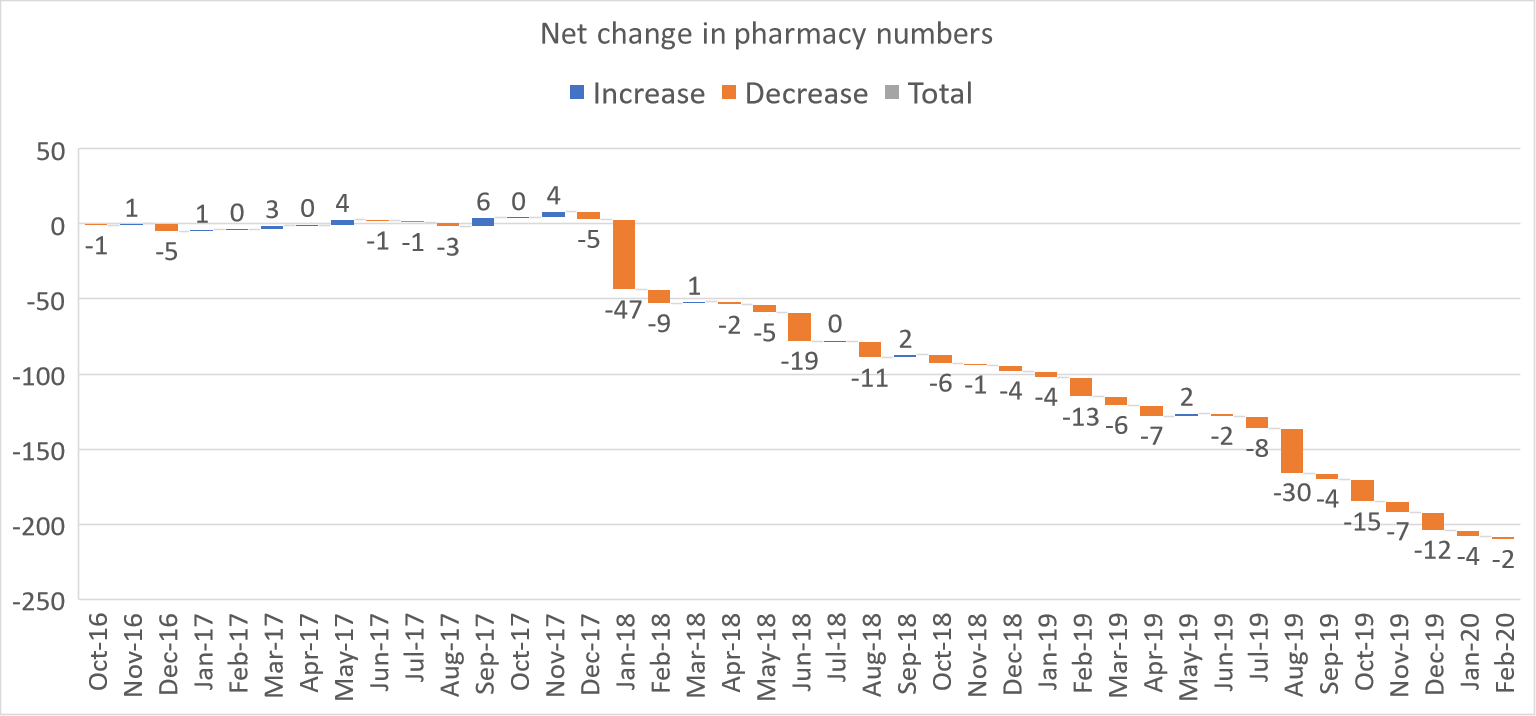 Net change in pharmacy numbers
Increase Decrease Total
50
0
-50
-100
-150
-200
-250
-1
1
-5
1
0
3
0
4
-1
-1
-3
6
0
4
-5
-47
-9
1
-2
-5
-19
0
-11
2
-6
-1
-4
-4
-13
-6
-7
2
-2
-8
-30
-4
-15
-7
-12
-4
-2
Oct-16
Nov-16
Dec-16
Jan-17
Feb-17
Mar-17
Apr-17
May-17
Jun-17
Jul-17
Aug-17
Sep-17
Oct-17
Nov-17
Dec-17
Jan-18
Feb-18
Mar-18
Apr-18
May-18
Jun-18
Jul-18
Aug-18
Sep-18
Oct-18
Nov-18
Dec-18
Jan-19
Feb-19
Mar-19
Apr-19
May-19
Jun-19
Jul-19
Aug-19
Sep-19
Oct-19
Nov-19
Dec-19
Jan-20
Feb-20